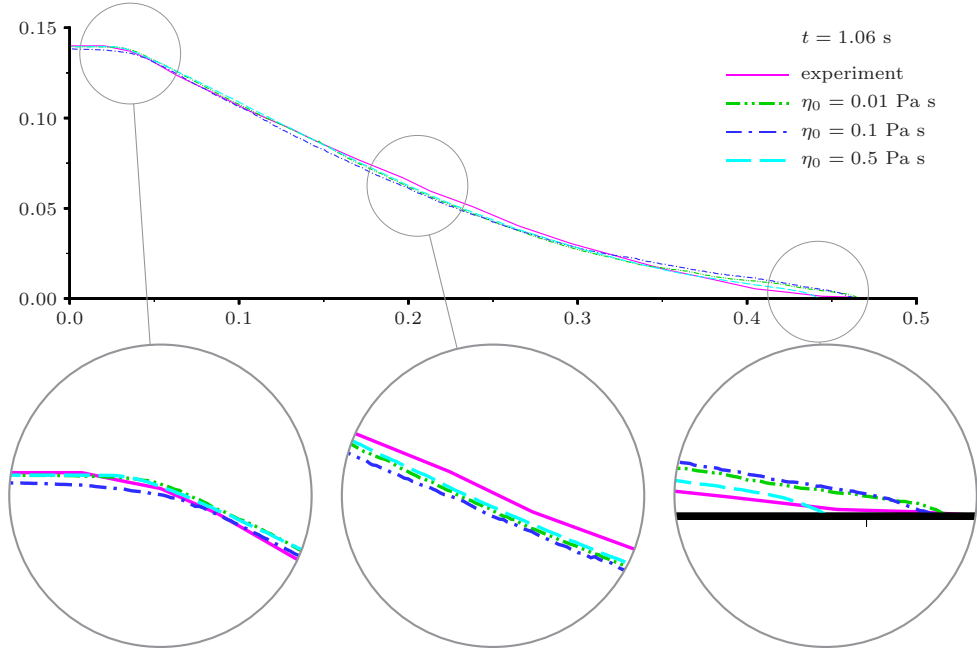 0.15
0.10
0.05
0.00
0.0 0.1 0.2 0.3 0.4 0.5
t = 1.06 s
experiment
η₀ = 0.01 Pa s
η₀ = 0.1 Pa s
η₀ = 0.5 Pa s